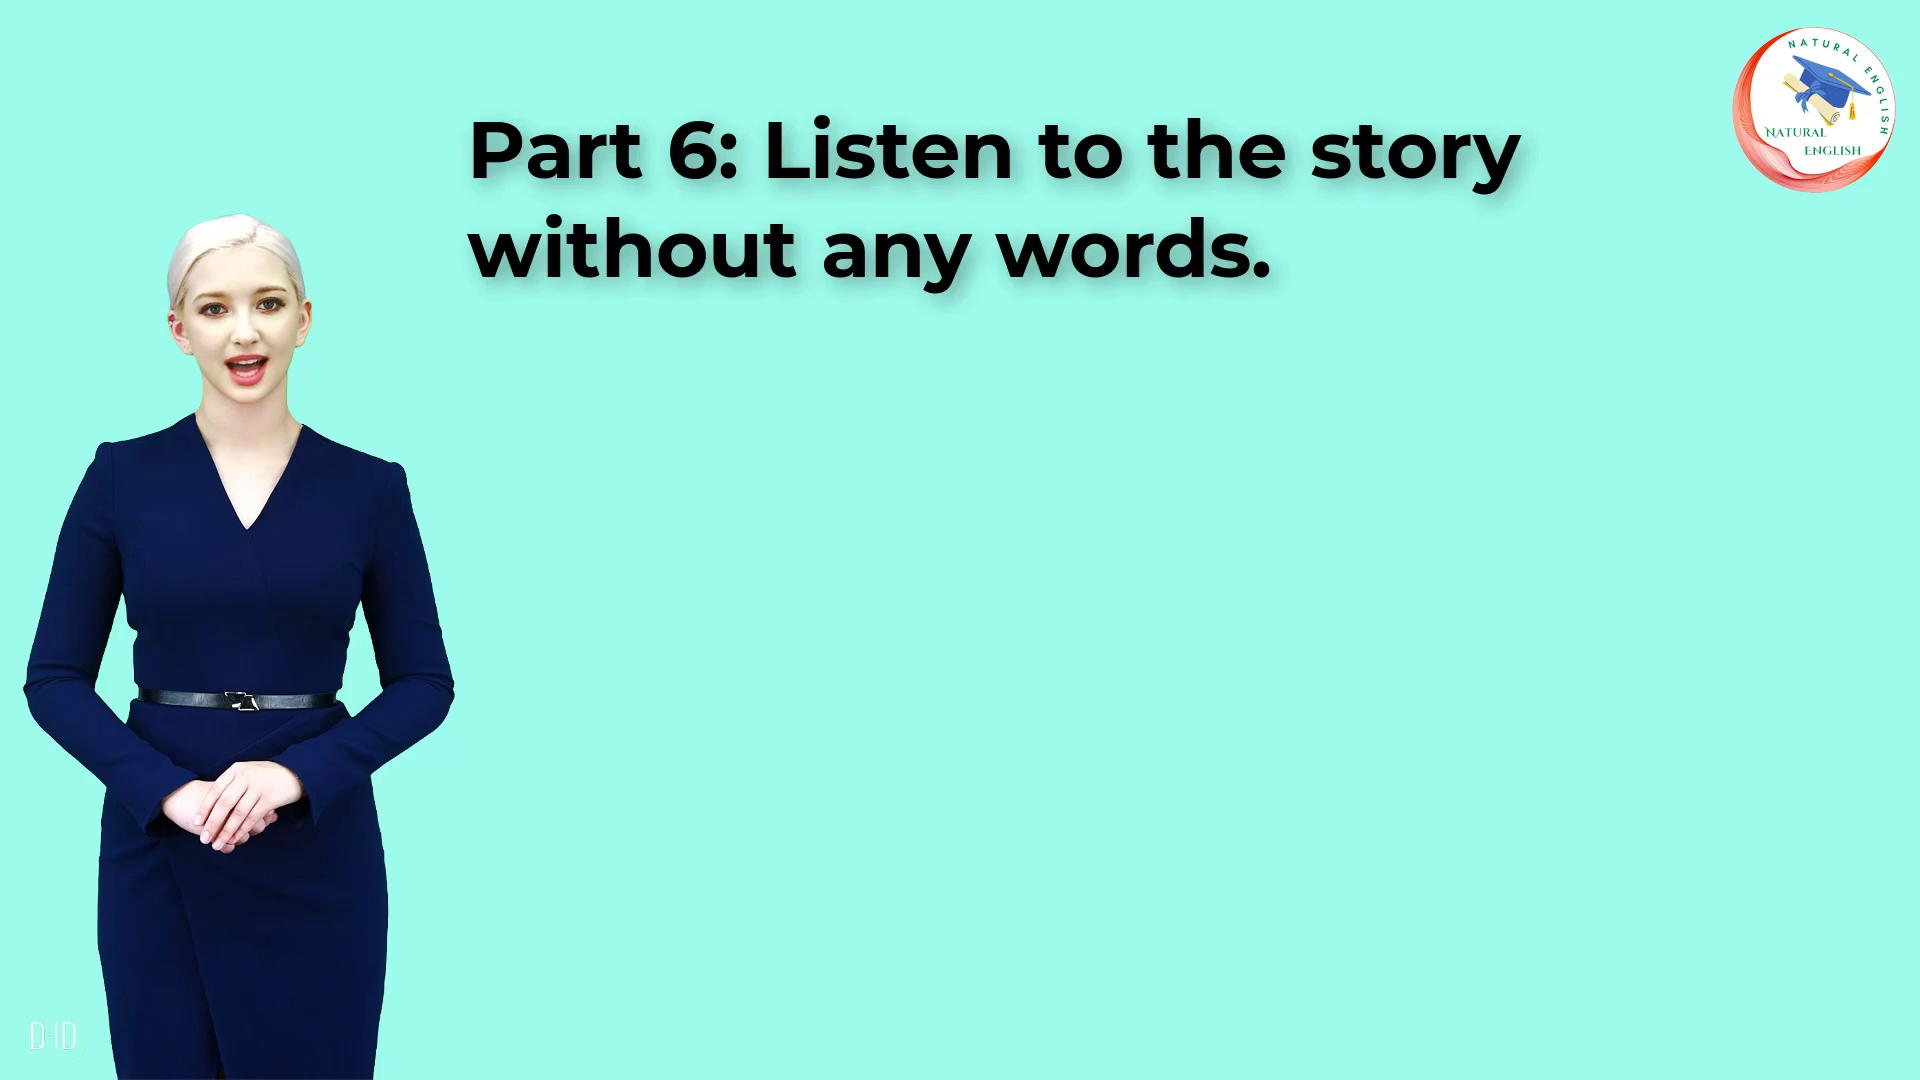 Part 6: Listen to the story
without any words.
NATURAL ENGLISH
NATURAL
ENGLISH
D-ID